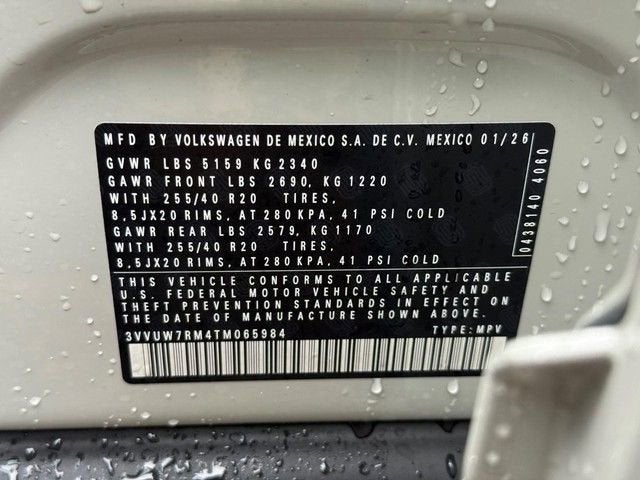 MFD BY VOLKSWAGEN DE MEXICO S.A. DE C.V. MEXICO 01/26
GVWR LBS 5159 KG 2340
GAWR FRONT LBS 2690, KG 1220
WITH 255/40 R20 TIRES,
8,5JX20 RIMS, AT 280 KPA, 41 PSI COLD
GAWR REAR LBS 2579, KG 1170
WITH 255/40 R20 TIRES,
8,5JX20 RIMS, AT 280 KPA, 41 PSI COLD
THIS VEHICLE CONFORMS TO ALL APPLICABLE
U.S. FEDERAL MOTOR VEHICLE SAFETY AND
THEFT PREVENTION STANDARDS IN EFFECT ON
THE DATE OF MANUFACTURE SHOWN ABOVE.
3VVUW7RM4TM065984 TYPE: MPV
0438140 4060